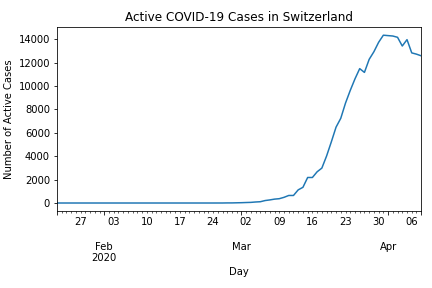 Active COVID-19 Cases in Switzerland
Number of Active Cases
14000
12000
10000
8000
6000
4000
2000
0
27 03 10 17 24 02 09 16 23 30 06
Feb Mar Apr
2020
Day